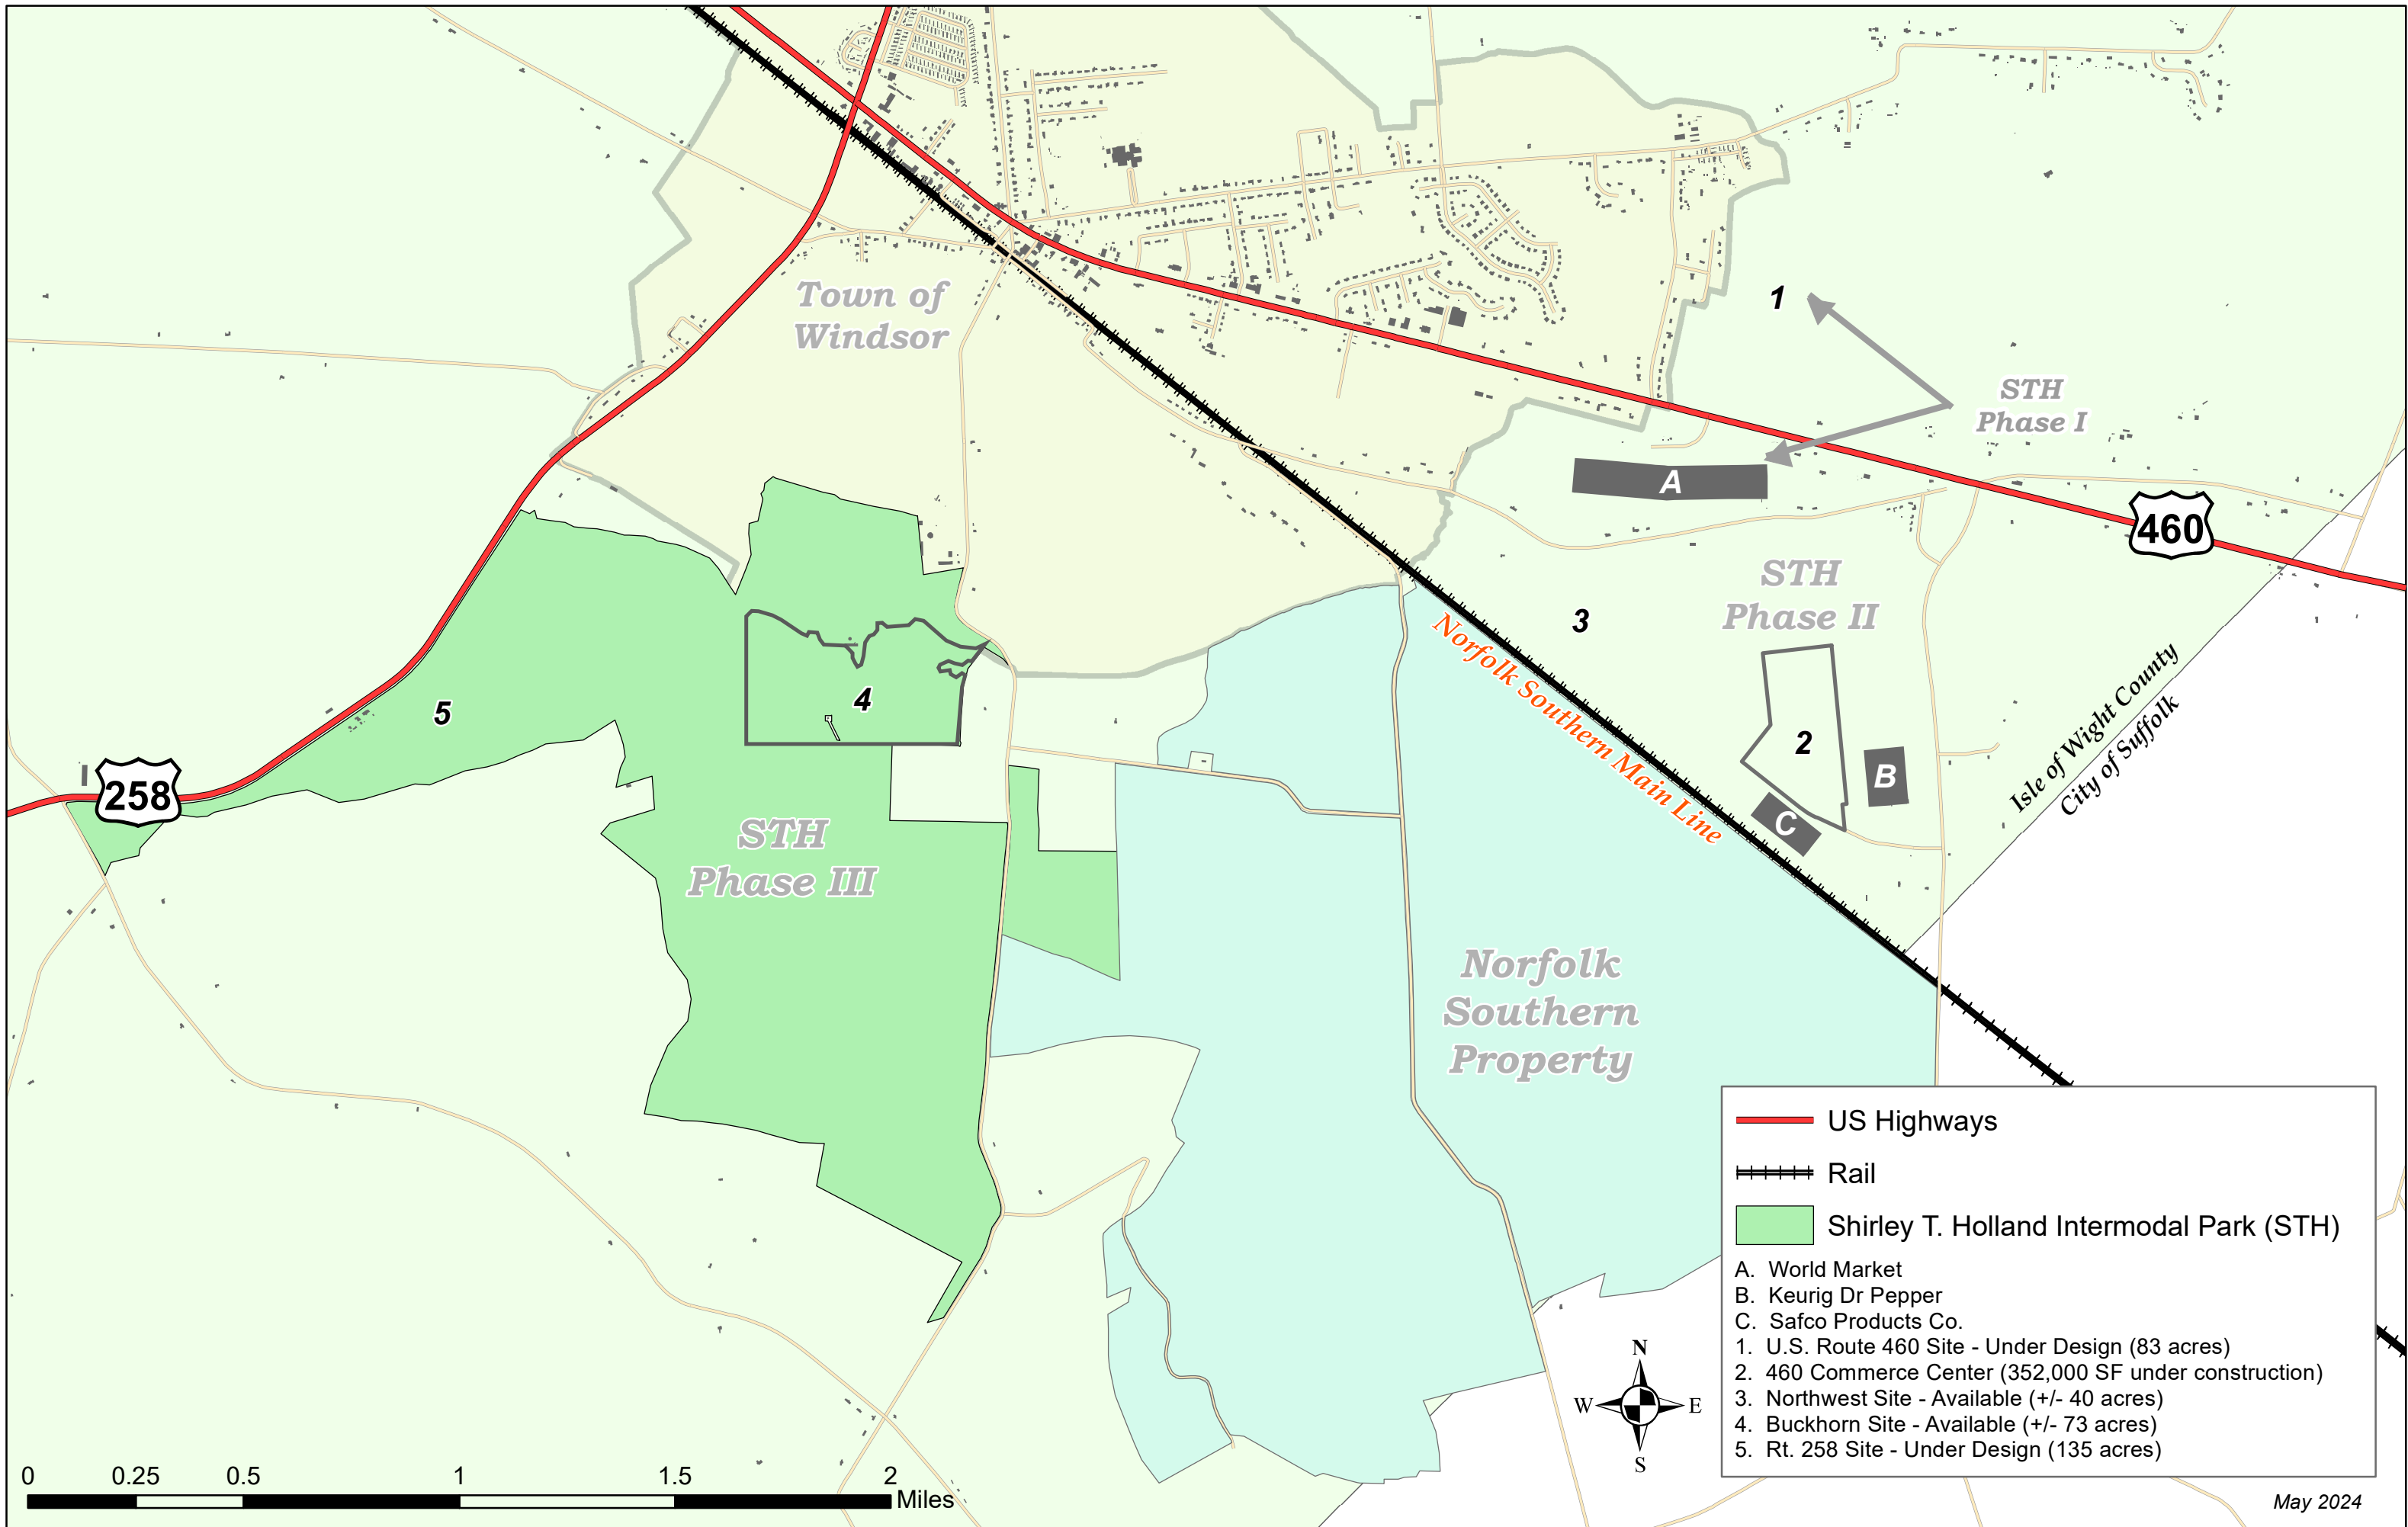 Town of
Windsor
1
STH
Phase I
A
460
STH
Phase II
3
Norfolk Southern Main Line
2
B
C
Isle of Wight County
City of Suffolk
4
5
258
STH
Phase III
Norfolk
Southern
Property
US Highways
Rail
Shirley T. Holland Intermodal Park (STH)
A. World Market
B. Keurig Dr Pepper
C. Safco Products Co.
1. U.S. Route 460 Site - Under Design (83 acres)
2. 460 Commerce Center (352,000 SF under construction)
3. Northwest Site - Available (+/- 40 acres)
4. Buckhorn Site - Available (+/- 73 acres)
5. Rt. 258 Site - Under Design (135 acres)
N
W E
S
0 0.25 0.5 1 1.5 2
Miles
May 2024